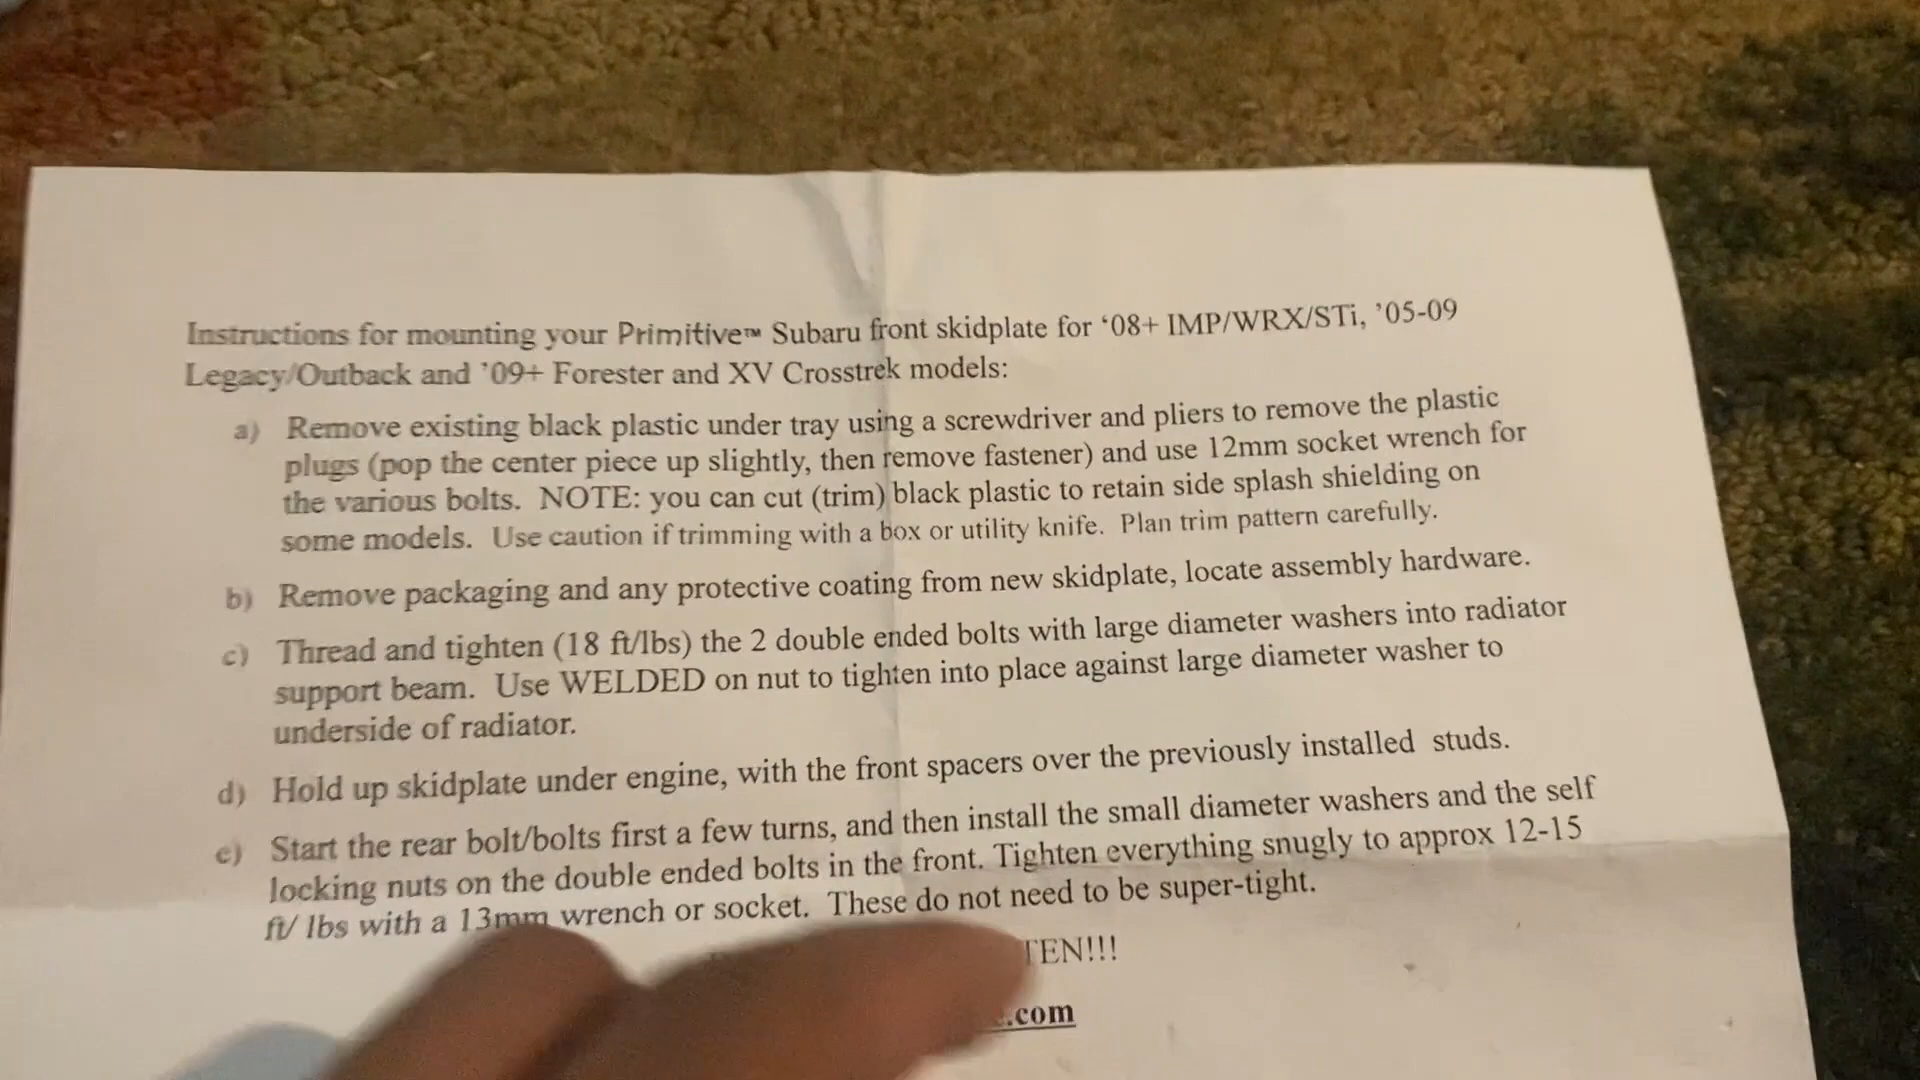 Instructions for mounting your Primitive™ Subaru front skidplate for ‘08+ IMP/WRX/STi, ’05-09
Legacy/Outback and ’09+ Forester and XV Crosstrek models:
a) Remove existing black plastic under tray using a screwdriver and pliers to remove the plastic
plugs (pop the center piece up slightly, then remove fastener) and use 12mm socket wrench for
the various bolts. NOTE: you can cut (trim) black plastic to retain side splash shielding on
some models. Use caution if trimming with a box or utility knife. Plan trim pattern carefully.
b) Remove packaging and any protective coating from new skidplate, locate assembly hardware.
c) Thread and tighten (18 ft/lbs) the 2 double ended bolts with large diameter washers into radiator
support beam. Use WELDED on nut to tighten into place against large diameter washer to
underside of radiator.
d) Hold up skidplate under engine, with the front spacers over the previously installed studs.
e) Start the rear bolt/bolts first a few turns, and then install the small diameter washers and the self
locking nuts on the double ended bolts in the front. Tighten everything snugly to approx 12-15
ft/ lbs with a 13mm wrench or socket. These do not need to be super-tight.
TEN!!!
.com